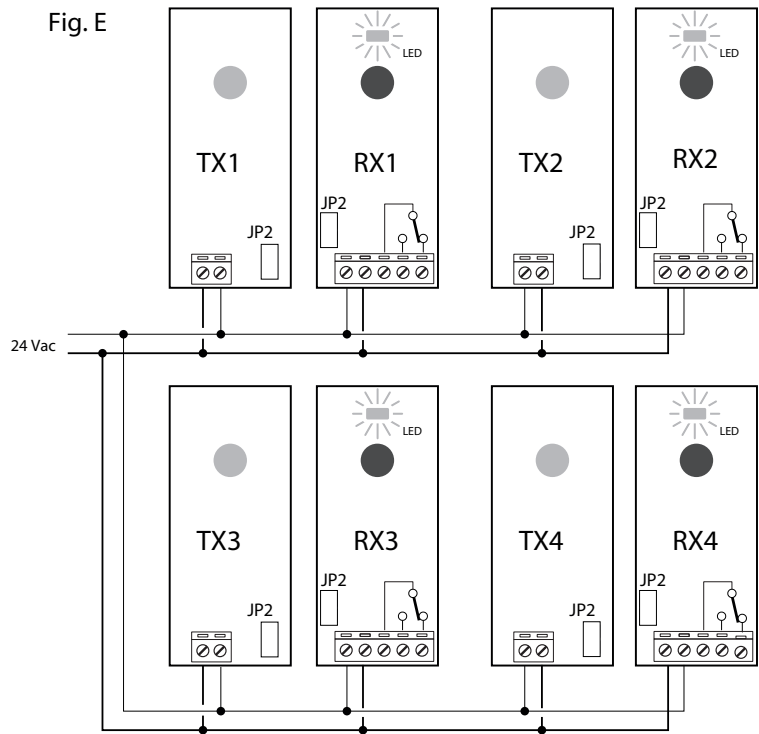 Fig. E
LED
LED
TX1
RX1
TX2
RX2
JP2
JP2
JP2
JP2
24 Vac
LED
LED
TX3
RX3
TX4
RX4
JP2
JP2
JP2
JP2